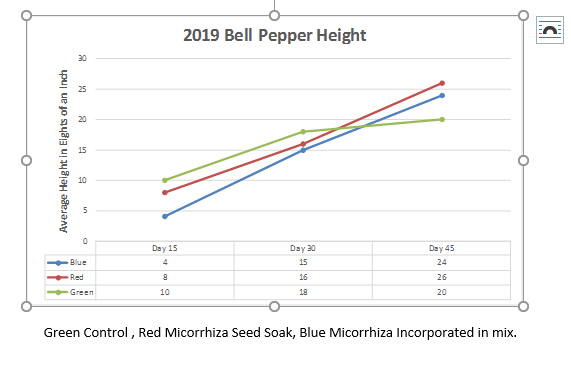 2019 Bell Pepper Height
Average Height in Eights of an Inch
30
25
20
15
10
5
0
Day 15 Day 30 Day 45
Blue 4 15 24
Red 8 16 26
Green 10 18 20
Green Control , Red Micorrhiza Seed Soak, Blue Micorrhiza Incorporated in mix.